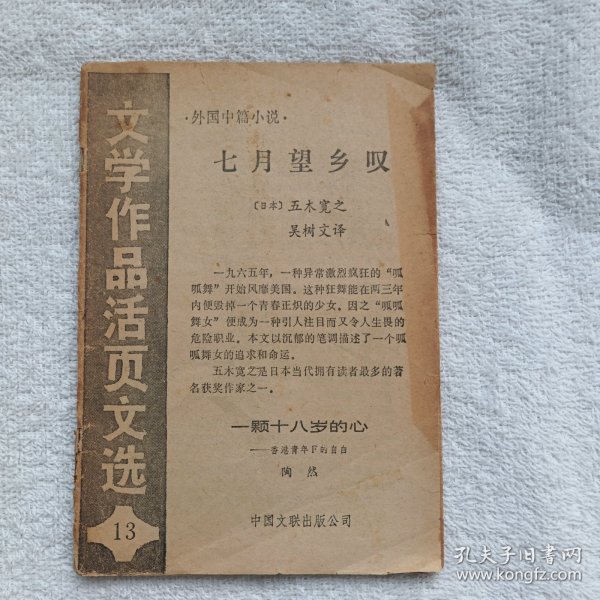 文学作品活页文选
13
·外国中篇小说·
七月望乡叹
〔日本〕五木宽之
吴树文译
一九六五年，一种异常激烈疯狂的“呱
呱舞”开始风靡美国。这种狂舞能在两三年
内便毁掉一个青春正炽的少女。因之“呱呱
舞女”便成为一种引人注目而又令人生畏的
危险职业。本文以沉郁的笔调描述了一个呱
呱舞女的追求和命运。
五木宽之是日本当代拥有读者最多的著
名获奖作家之一。
一颗十八岁的心
——香港青年F的自白
陶然
中国文联出版公司
孔夫子旧书网
www.kongfz.com